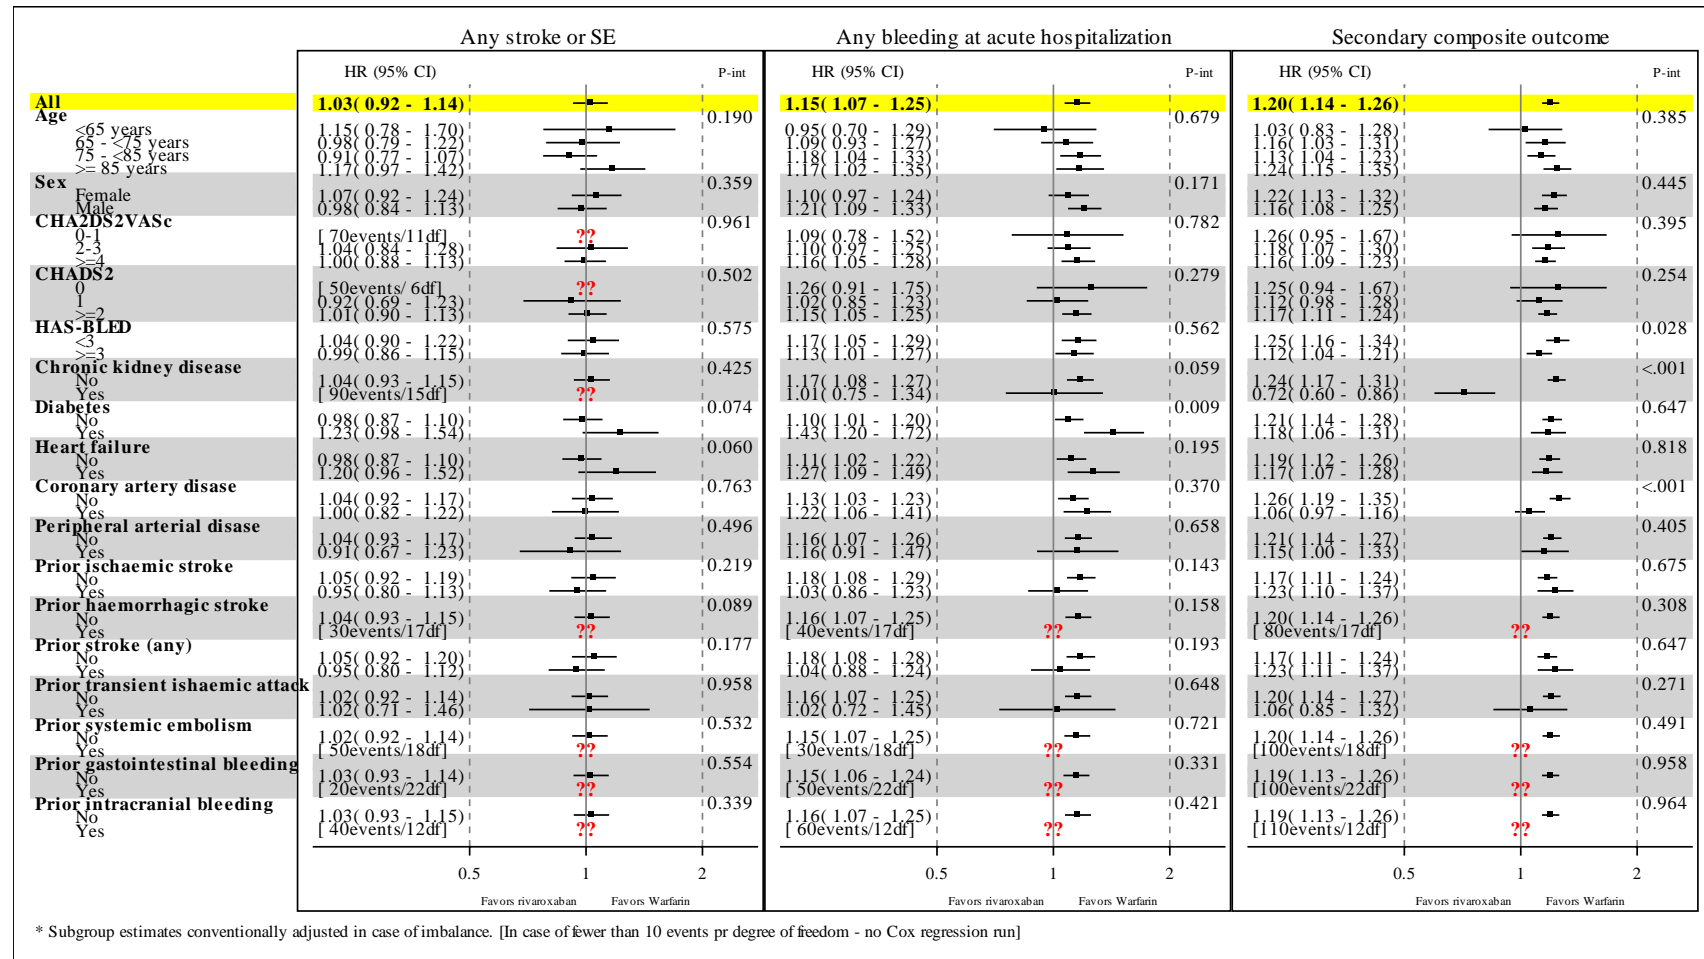 Any stroke or SE Any bleeding at acute hospitalization Secondary composite outcome
HR (95% CI) P-int HR (95% CI) P-int HR (95% CI) P-int
All 1.03( 0.92 - 1.14) 1.15( 1.07 - 1.25) 1.20( 1.14 - 1.26)
Age 0.190 0.679 0.385
<65 years 1.15( 0.78 - 1.70) 0.95( 0.70 - 1.29) 1.03( 0.83 - 1.28)
65 - <75 years 0.98( 0.79 - 1.22) 1.09( 0.93 - 1.27) 1.16( 1.03 - 1.31)
75 - <85 years 0.91( 0.77 - 1.07) 1.18( 1.04 - 1.33) 1.13( 1.04 - 1.23)
>= 85 years 1.17( 0.97 - 1.42) 1.17( 1.02 - 1.35) 1.24( 1.15 - 1.35)
Sex 0.359 0.171 0.445
Female 1.07( 0.92 - 1.24) 1.10( 0.97 - 1.24) 1.22( 1.13 - 1.32)
Male 0.98( 0.84 - 1.13) 1.21( 1.09 - 1.33) 1.16( 1.08 - 1.25)
CHA2DS2VASc 0.961 0.782 0.395
0-1 [ 70events/11df] ?? 1.09( 0.78 - 1.52) 1.26( 0.95 - 1.67)
2-3 1.04( 0.84 - 1.28) 1.10( 0.97 - 1.25) 1.18( 1.07 - 1.30)
>=4 1.00( 0.88 - 1.13) 1.16( 1.05 - 1.28) 1.16( 1.09 - 1.23)
CHADS2 0.502 0.279 0.254
0 [ 50events/ 6df] ?? 1.26( 0.91 - 1.75) 1.25( 0.94 - 1.67)
1 0.92( 0.69 - 1.23) 1.02( 0.85 - 1.23) 1.12( 0.98 - 1.28)
>=2 1.01( 0.90 - 1.13) 1.15( 1.05 - 1.25) 1.17( 1.11 - 1.24)
HAS-BLED 0.575 0.562 0.028
<3 1.04( 0.90 - 1.22) 1.17( 1.05 - 1.29) 1.25( 1.16 - 1.34)
>=3 0.99( 0.86 - 1.15) 1.13( 1.01 - 1.27) 1.12( 1.04 - 1.21)
Chronic kidney disease 0.425 0.059 <.001
No 1.04( 0.93 - 1.15) 1.17( 1.08 - 1.27) 1.24( 1.17 - 1.31)
Yes [ 90events/15df] ?? 1.01( 0.75 - 1.34) 0.72( 0.60 - 0.86)
Diabetes 0.074 0.009 0.647
No 0.98( 0.87 - 1.10) 1.10( 1.01 - 1.20) 1.21( 1.14 - 1.28)
Yes 1.23( 0.98 - 1.54) 1.43( 1.20 - 1.72) 1.18( 1.06 - 1.31)
Heart failure 0.060 0.195 0.818
No 0.98( 0.87 - 1.10) 1.11( 1.02 - 1.22) 1.19( 1.12 - 1.26)
Yes 1.20( 0.96 - 1.52) 1.27( 1.09 - 1.49) 1.17( 1.07 - 1.28)
Coronary artery disase 0.763 0.370 <.001
No 1.04( 0.92 - 1.17) 1.13( 1.03 - 1.23) 1.26( 1.19 - 1.35)
Yes 1.00( 0.82 - 1.22) 1.22( 1.06 - 1.41) 1.06( 0.97 - 1.16)
Peripheral arterial disase 0.496 0.658 0.405
No 1.04( 0.93 - 1.17) 1.16( 1.07 - 1.26) 1.21( 1.14 - 1.27)
Yes 0.91( 0.67 - 1.23) 1.16( 0.91 - 1.47) 1.15( 1.00 - 1.33)
Prior ischaemic stroke 0.219 0.143 0.675
No 1.05( 0.92 - 1.19) 1.18( 1.08 - 1.29) 1.17( 1.11 - 1.24)
Yes 0.95( 0.80 - 1.13) 1.03( 0.86 - 1.23) 1.23( 1.10 - 1.37)
Prior haemorrhagic stroke 0.089 0.158 0.308
No 1.04( 0.93 - 1.15) 1.16( 1.07 - 1.25) 1.20( 1.14 - 1.26)
Yes [ 30events/17df] ?? [ 40events/17df] ?? [ 80events/17df] ??
Prior stroke (any) 0.177 0.193 0.647
No 1.05( 0.92 - 1.20) 1.18( 1.08 - 1.28) 1.17( 1.11 - 1.24)
Yes 0.95( 0.80 - 1.12) 1.04( 0.88 - 1.24) 1.23( 1.11 - 1.37)
Prior transient ishaemic attack 0.958 0.648 0.271
No 1.02( 0.92 - 1.14) 1.16( 1.07 - 1.25) 1.20( 1.14 - 1.27)
Yes 1.02( 0.71 - 1.46) 1.02( 0.72 - 1.45) 1.06( 0.85 - 1.32)
Prior systemic embolism 0.532 0.721 0.491
No 1.02( 0.92 - 1.14) 1.15( 1.07 - 1.25) 1.20( 1.14 - 1.26)
Yes [ 50events/18df] ?? [ 30events/18df] ?? [100events/18df] ??
Prior gastointestinal bleeding 0.554 0.331 0.958
No 1.03( 0.93 - 1.14) 1.15( 1.06 - 1.24) 1.19( 1.13 - 1.26)
Yes [ 20events/22df] ?? [ 50events/22df] ?? [100events/22df] ??
Prior intracranial bleeding 0.339 0.421 0.964
No 1.03( 0.93 - 1.15) 1.16( 1.07 - 1.25) 1.19( 1.13 - 1.26)
Yes [ 40events/12df] ?? [ 60events/12df] ?? [110events/12df] ??
0.5 1 2 0.5 1 2 0.5 1 2
Favors rivaroxaban Favors Warfarin Favors rivaroxaban Favors Warfarin Favors rivaroxaban Favors Warfarin
* Subgroup estimates conventionally adjusted in case of imbalance. [In case of fewer than 10 events pr degree of freedom - no Cox regression run]